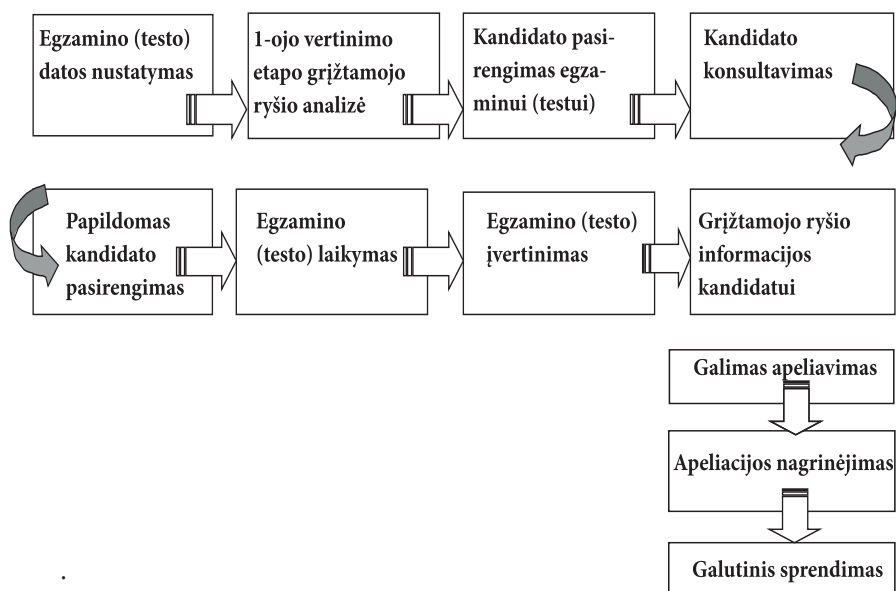 Egzamino (testo)
datos nustatymas
1-ojo vertinimo
etapo grįžtamojo
ryšio analizė
Kandidato pasi-
rengimas egza-
minui (testui)
Kandidato
konsultavimas
Papildomas
kandidato
pasirengimas
Egzamino
(testo) laikymas
Egzamino (testo)
įvertinimas
Grįžtamojo ryšio
informacijos
kandidatui
Galimas apeliavimas
Apeliacijos nagrinėjimas
Galutinis sprendimas
.